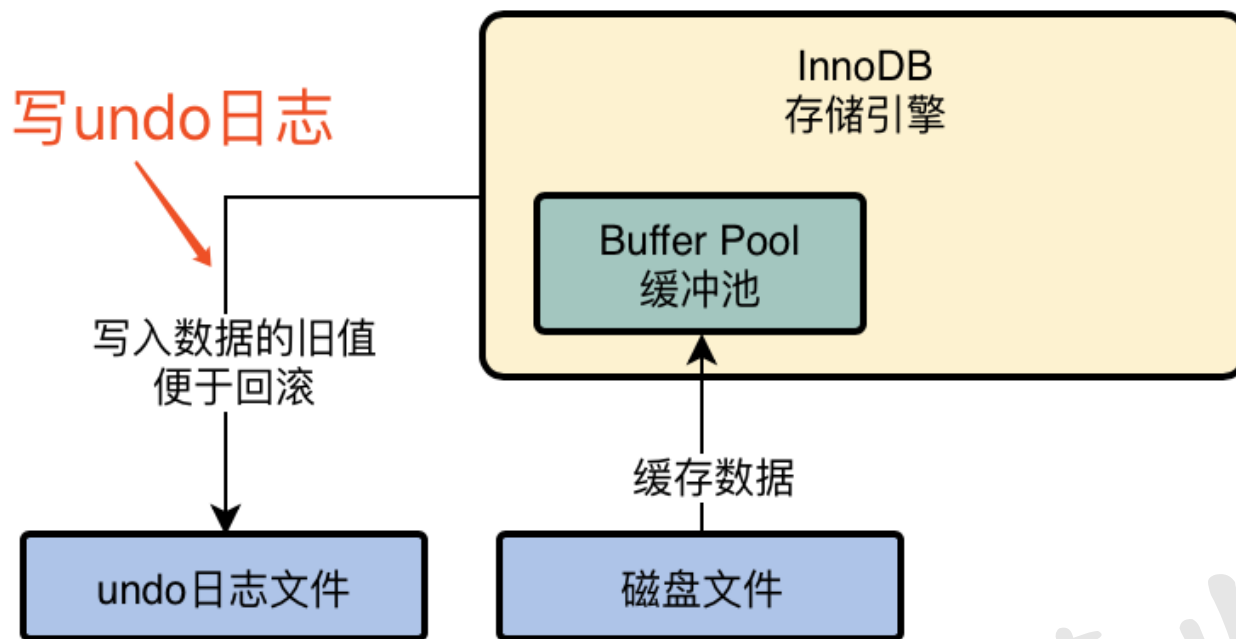 InnoDB
存储引擎
写undo日志
Buffer Pool
缓冲池
写入数据的旧值
便于回滚
缓存数据
undo日志文件
磁盘文件